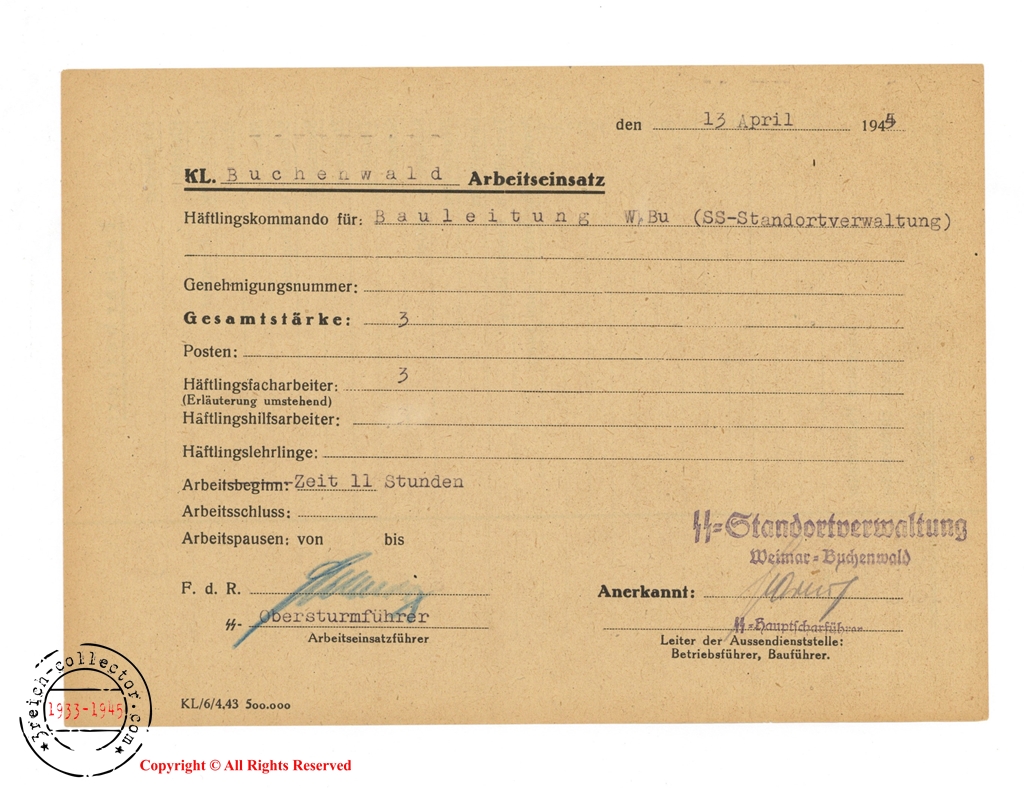 den 13 April 194
KL. Buchenwald Arbeitseinsatz
Häftlingskommando für: Bauleitung W.Bu (SS-Standortverwaltung)
Genehmigungsnummer:
Gesamtstärke: 3
Posten:
Häftlingsfacharbeiter: 3
(Erläuterung umstehend)
Häftlingshilfsarbeiter:
Häftlingslehrlinge:
Arbeitsbeginn: Zeit 11 Stunden
Arbeitsschluss:
Arbeitspausen: von bis
SS-Standortverwaltung
Weimar-Buchenwald
F. d. R.
Anerkannt:
SS- Obersturmführer
SS-Hauptscharführer
Arbeitseinsatzführer
Leiter der Aussendienststelle:
Betriebsführer, Bauführer.
KL/6/4,43 500.000
3reich-collector.com
1933-1945
Copyright © All Rights Reserved